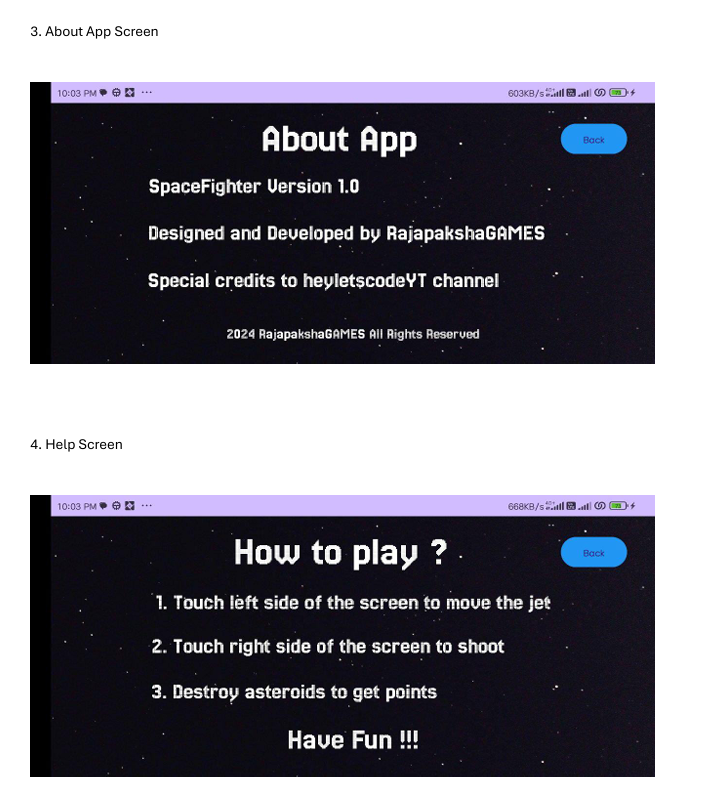 3. About App Screen
10:03 PM ... 603KB/s
About App
Back
SpaceFighter Version 1.0
Designed and Developed by RajapakshaGAMES
Special credits to heyletscodeYT channel
2024 RajapakshaGAMES All Rights Reserved
4. Help Screen
10:03 PM ... 668KB/s
How to play ?
Back
1. Touch left side of the screen to move the jet
2. Touch right side of the screen to shoot
3. Destroy asteroids to get points
Have Fun !!!